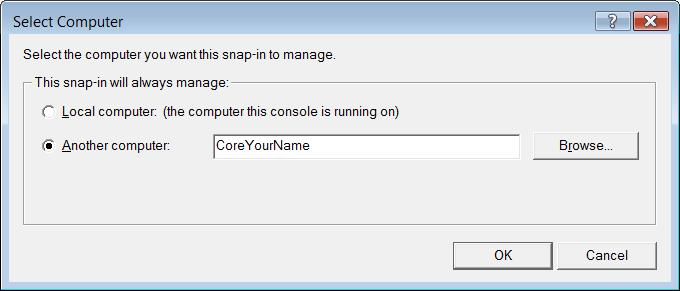 Select Computer
Select the computer you want this snap-in to manage.
This snap-in will always manage:
Local computer: (the computer this console is running on)
Another computer: CoreYourName Browse...
OK Cancel